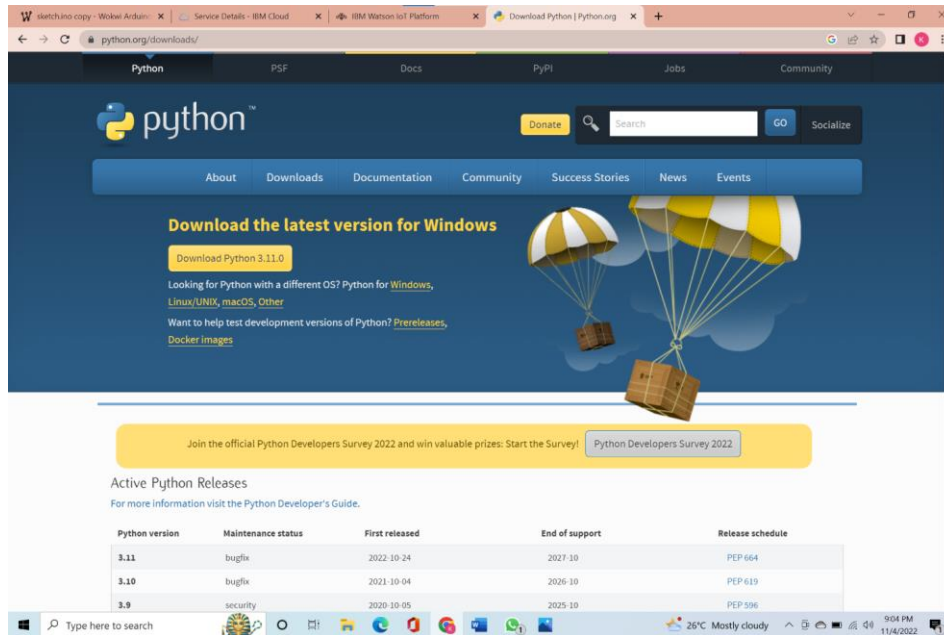 sketch.ino copy - Wokwi Arduino
Service Details - IBM Cloud
IBM Watson IoT Platform
Download Python | Python.org
python.org/downloads/
Python PSF Docs PyPI Jobs Community
python™
Donate Search GO Socialize
About Downloads Documentation Community Success Stories News Events
Download the latest version for Windows
Download Python 3.11.0
Looking for Python with a different OS? Python for Windows,
Linux/UNIX, macOS, Other
Want to help test development versions of Python? Prereleases,
Docker images
Join the official Python Developers Survey 2022 and win valuable prizes: Start the Survey! Python Developers Survey 2022
Active Python Releases
For more information visit the Python Developer's Guide.
Python version Maintenance status First released End of support Release schedule
3.11 bugfix 2022-10-24 2027-10 PEP 664
3.10 bugfix 2021-10-04 2026-10 PEP 619
3.9 security 2020-10-05 2025-10 PEP 596
Type here to search 26°C Mostly cloudy 9:04 PM
11/4/2022